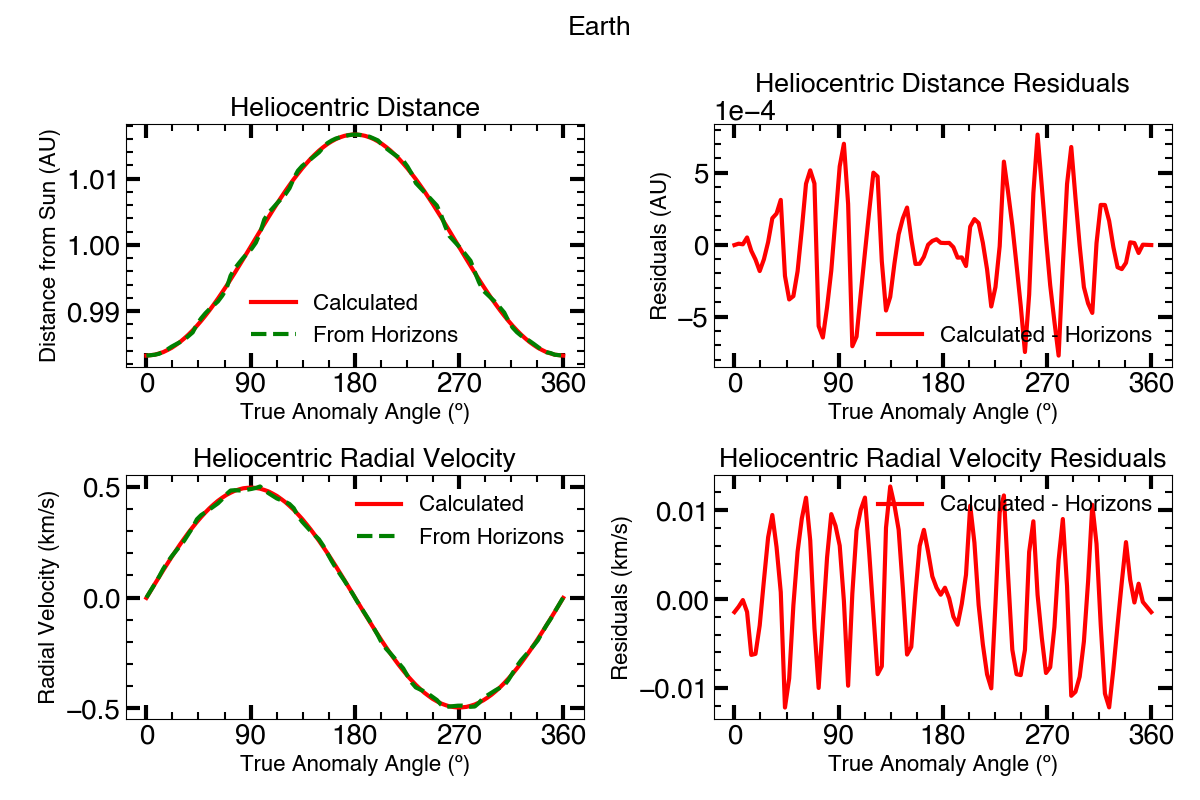 Earth
Heliocentric Distance
Distance from Sun (AU)
1.01
1.00
0.99
Calculated
From Horizons
0 90 180 270 360
True Anomaly Angle (º)
Heliocentric Distance Residuals
1e−4
Residuals (AU)
5
0
−5
Calculated - Horizons
0 90 180 270 360
True Anomaly Angle (º)
Heliocentric Radial Velocity
Radial Velocity (km/s)
0.5
0.0
−0.5
Calculated
From Horizons
0 90 180 270 360
True Anomaly Angle (º)
Heliocentric Radial Velocity Residuals
Residuals (km/s)
0.01
0.00
−0.01
Calculated - Horizons
0 90 180 270 360
True Anomaly Angle (º)